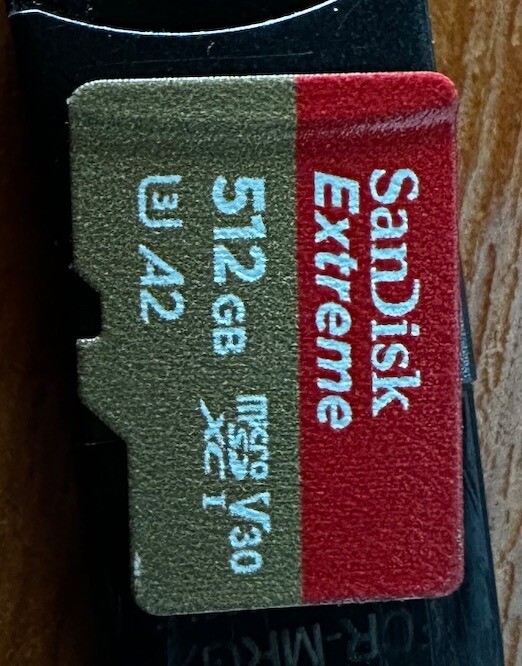 SanDisk
Extreme
512 GB
micro SD XC I
V30
U3 A2